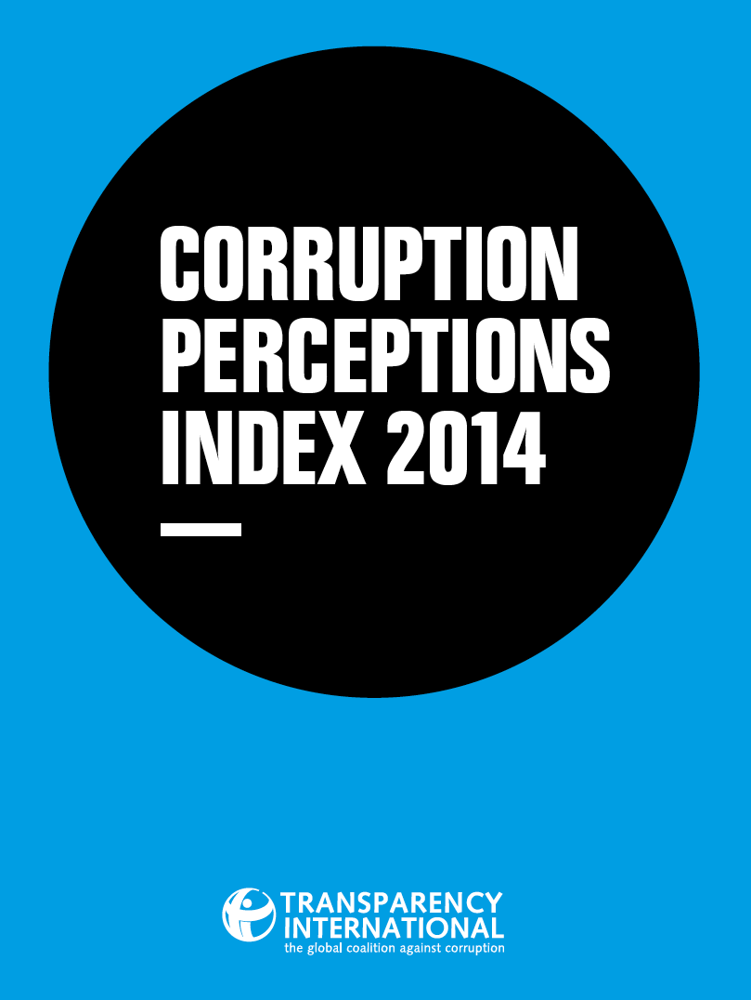 CORRUPTION
PERCEPTIONS
INDEX 2014
TRANSPARENCY
INTERNATIONAL
the global coalition against corruption